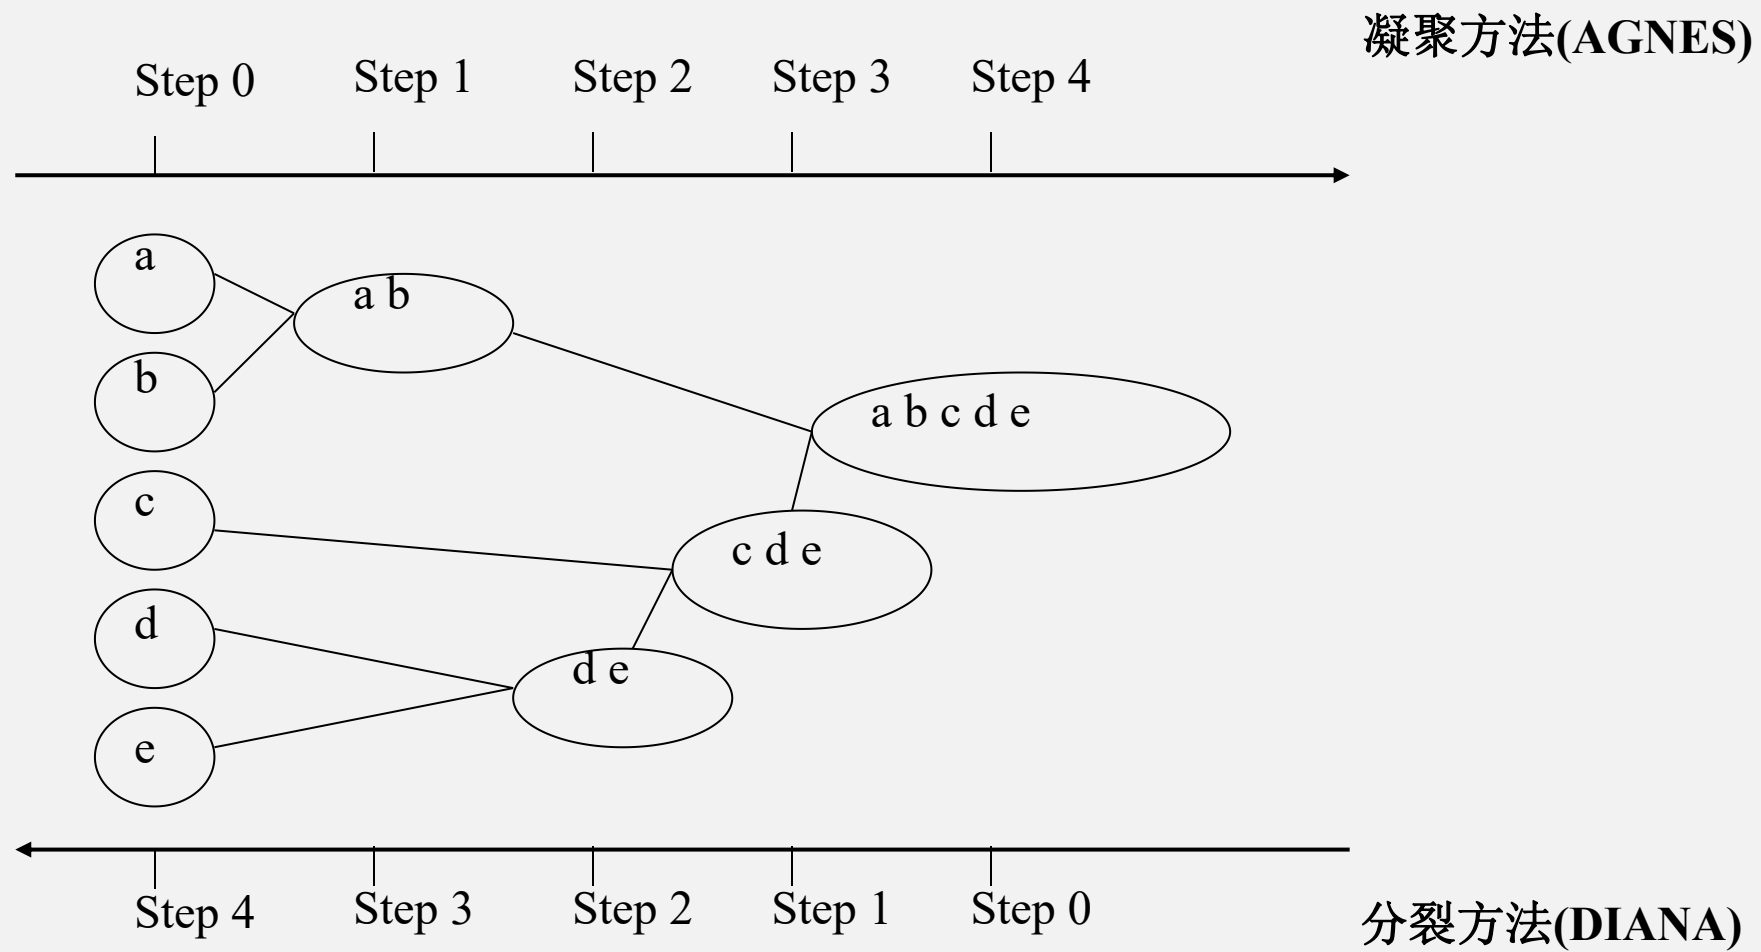 凝聚方法(AGNES)
Step 0 Step 1 Step 2 Step 3 Step 4
a
a b
b
a b c d e
c
c d e
d
d e
e
Step 4 Step 3 Step 2 Step 1 Step 0
分裂方法(DIANA)